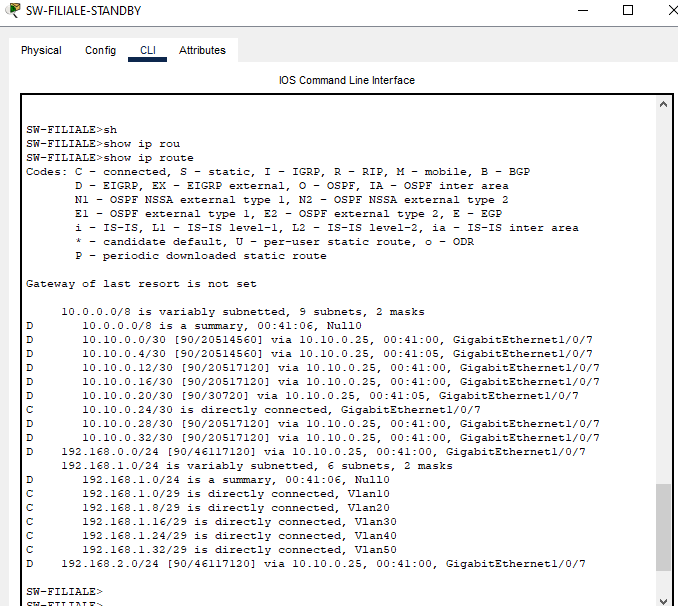 SW-FILIALE-STANDBY
Physical Config CLI Attributes
IOS Command Line Interface
SW-FILIALE>sh
SW-FILIALE>show ip rou
SW-FILIALE>show ip route
Codes: C - connected, S - static, I - IGRP, R - RIP, M - mobile, B - BGP
D - EIGRP, EX - EIGRP external, O - OSPF, IA - OSPF inter area
N1 - OSPF NSSA external type 1, N2 - OSPF NSSA external type 2
E1 - OSPF external type 1, E2 - OSPF external type 2, E - EGP
i - IS-IS, L1 - IS-IS level-1, L2 - IS-IS level-2, ia - IS-IS inter area
* - candidate default, U - per-user static route, o - ODR
P - periodic downloaded static route
Gateway of last resort is not set
10.0.0.0/8 is variably subnetted, 9 subnets, 2 masks
D 10.0.0.0/8 is a summary, 00:41:06, Null0
D 10.10.0.0/30 [90/20514560] via 10.10.0.25, 00:41:00, GigabitEthernet1/0/7
D 10.10.0.4/30 [90/20514560] via 10.10.0.25, 00:41:05, GigabitEthernet1/0/7
D 10.10.0.12/30 [90/20517120] via 10.10.0.25, 00:41:00, GigabitEthernet1/0/7
D 10.10.0.16/30 [90/20517120] via 10.10.0.25, 00:41:00, GigabitEthernet1/0/7
D 10.10.0.20/30 [90/30720] via 10.10.0.25, 00:41:05, GigabitEthernet1/0/7
C 10.10.0.24/30 is directly connected, GigabitEthernet1/0/7
D 10.10.0.28/30 [90/20517120] via 10.10.0.25, 00:41:00, GigabitEthernet1/0/7
D 10.10.0.32/30 [90/20517120] via 10.10.0.25, 00:41:00, GigabitEthernet1/0/7
D 192.168.0.0/24 [90/46117120] via 10.10.0.25, 00:41:00, GigabitEthernet1/0/7
192.168.1.0/24 is variably subnetted, 6 subnets, 2 masks
D 192.168.1.0/24 is a summary, 00:41:06, Null0
C 192.168.1.0/29 is directly connected, Vlan10
C 192.168.1.8/29 is directly connected, Vlan20
C 192.168.1.16/29 is directly connected, Vlan30
C 192.168.1.24/29 is directly connected, Vlan40
C 192.168.1.32/29 is directly connected, Vlan50
D 192.168.2.0/24 [90/46117120] via 10.10.0.25, 00:41:00, GigabitEthernet1/0/7
SW-FILIALE>
SW-FILIALE>